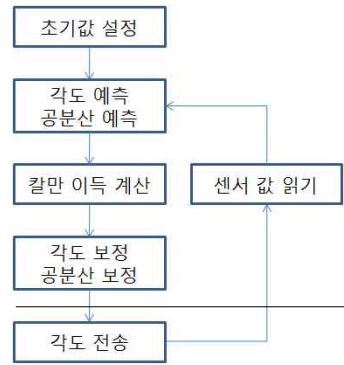 초기값 설정
각도 예측
공분산 예측
칼만 이득 계산
센서 값 읽기
각도 보정
공분산 보정
각도 전송